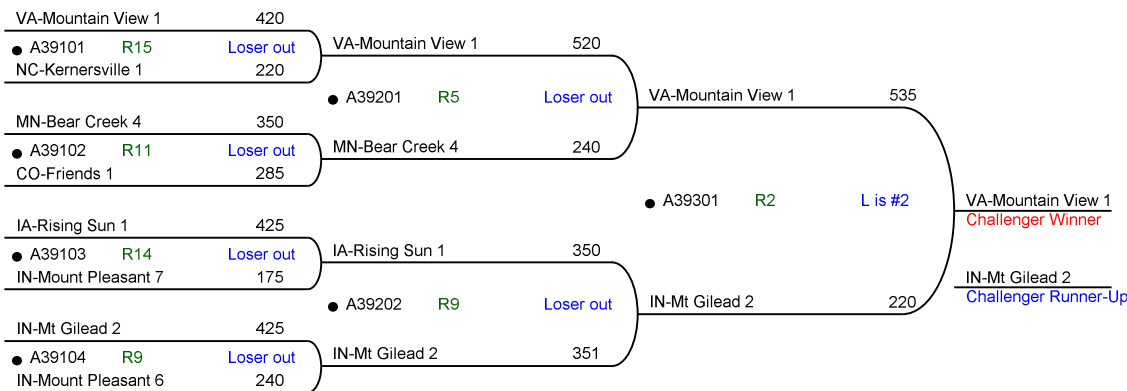 VA-Mountain View 1 420
A39101 R15 Loser out
NC-Kernersville 1 220
MN-Bear Creek 4 350
A39102 R11 Loser out
CO-Friends 1 285
IA-Rising Sun 1 425
A39103 R14 Loser out
IN-Mount Pleasant 7 175
IN-Mt Gilead 2 425
A39104 R9 Loser out
IN-Mount Pleasant 6 240
VA-Mountain View 1 520
A39201 R5 Loser out
MN-Bear Creek 4 240
IA-Rising Sun 1 350
A39202 R9 Loser out
IN-Mt Gilead 2 351
VA-Mountain View 1 535
A39301 R2 L is #2
IN-Mt Gilead 2 220
VA-Mountain View 1
Challenger Winner
IN-Mt Gilead 2
Challenger Runner-Up